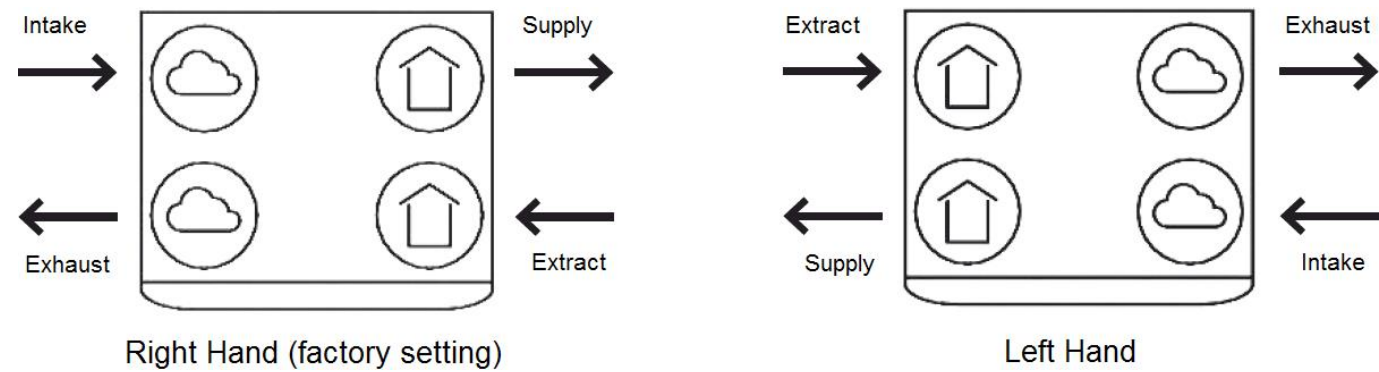 Intake
Supply
Exhaust
Extract
Right Hand (factory setting)
Extract
Exhaust
Supply
Intake
Left Hand